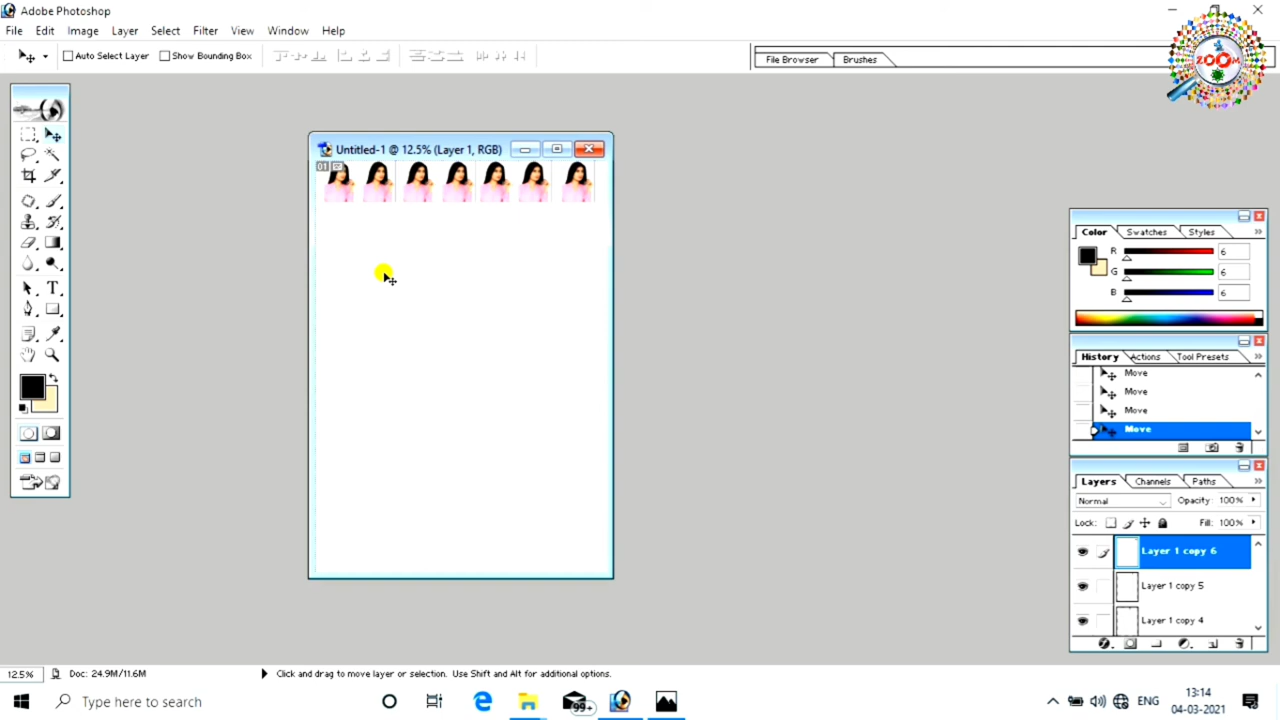 Adobe Photoshop
File Edit Image Layer Select Filter View Window Help
Auto Select Layer Show Bounding Box
File Browser Brushes
ZOOM
Untitled-1 @ 12.5% (Layer 1, RGB)
01
Color Swatches Styles
R 6
G 6
B 6
History Actions Tool Presets
Move
Move
Move
Move
Layers Channels Paths
Normal Opacity: 100%
Lock: Fill: 100%
Layer 1 copy 6
Layer 1 copy 5
Layer 1 copy 4
12.5% Doc: 24.9M/11.6M Click and drag to move layer or selection. Use Shift and Alt for additional options.
Type here to search
99+
ENG
13:14
04-03-2021